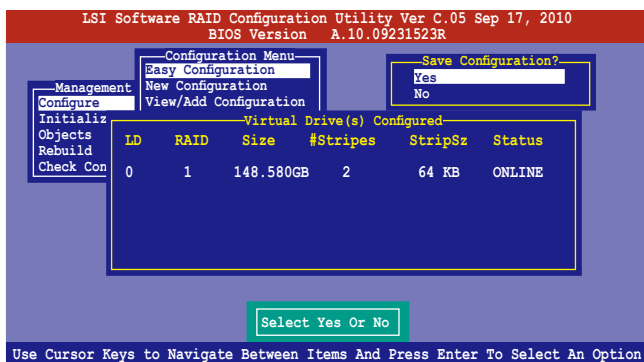 LSI Software RAID Configuration Utility Ver C.05 Sep 17, 2010
BIOS Version A.10.09231523R
Configuration Menu
Easy Configuration
New Configuration
View/Add Configuration
Save Configuration?
Yes
No
Management
Configure
Initializ
Objects
Rebuild
Check Con
Virtual Drive(s) Configured
LD RAID Size #Stripes StripSz Status
0 1 148.580GB 2 64 KB ONLINE
Select Yes Or No
Use Cursor Keys to Navigate Between Items And Press Enter To Select An Option